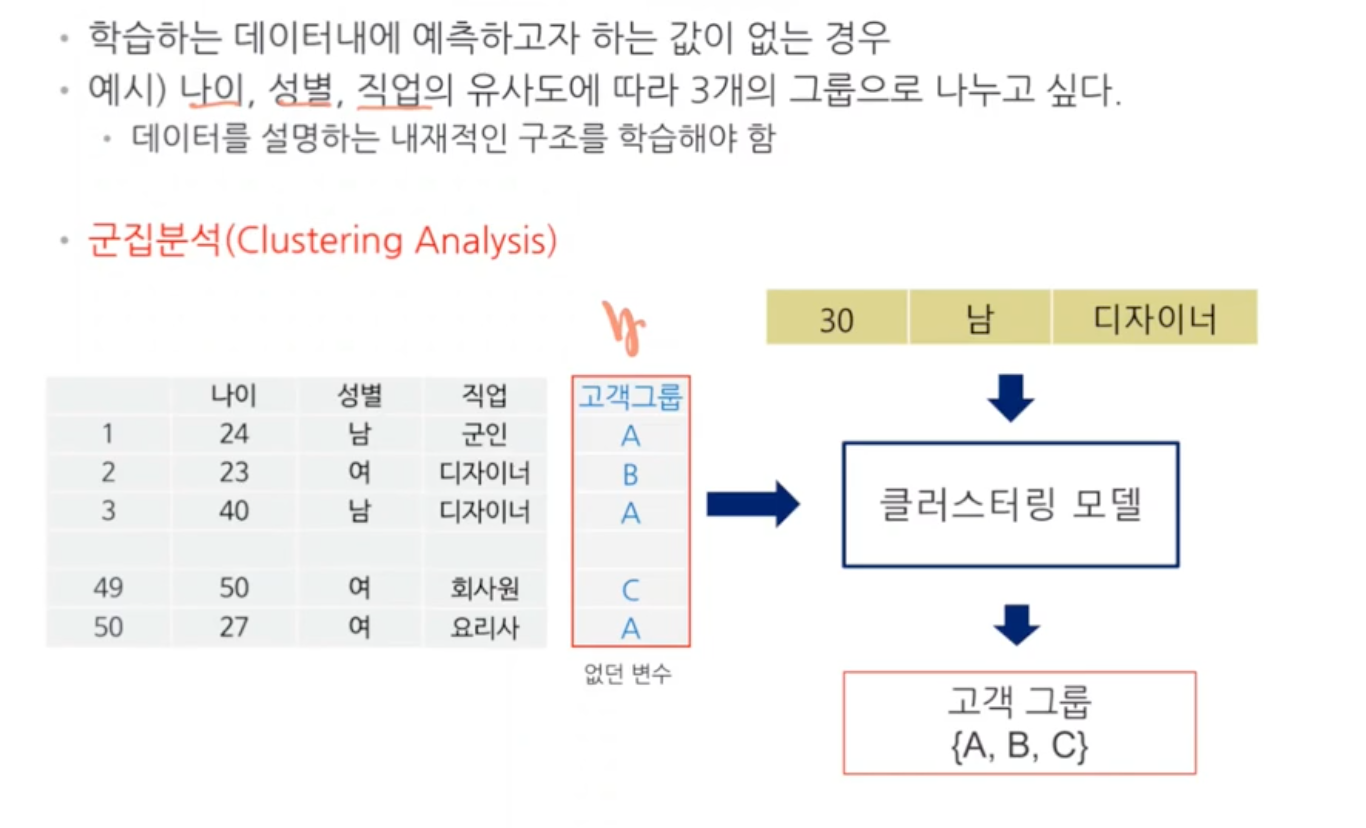 • 학습하는 데이터내에 예측하고자 하는 값이 없는 경우
• 예시) 나이, 성별, 직업의 유사도에 따라 3개의 그룹으로 나누고 싶다.
• 데이터를 설명하는 내재적인 구조를 학습해야 함
• 군집분석(Clustering Analysis)
y
30 남 디자이너
나이 성별 직업 고객그룹
1 24 남 군인 A
2 23 여 디자이너 B
3 40 남 디자이너 A
49 50 여 회사원 C
50 27 여 요리사 A
없던 변수
클러스터링 모델
고객 그룹
{A, B, C}